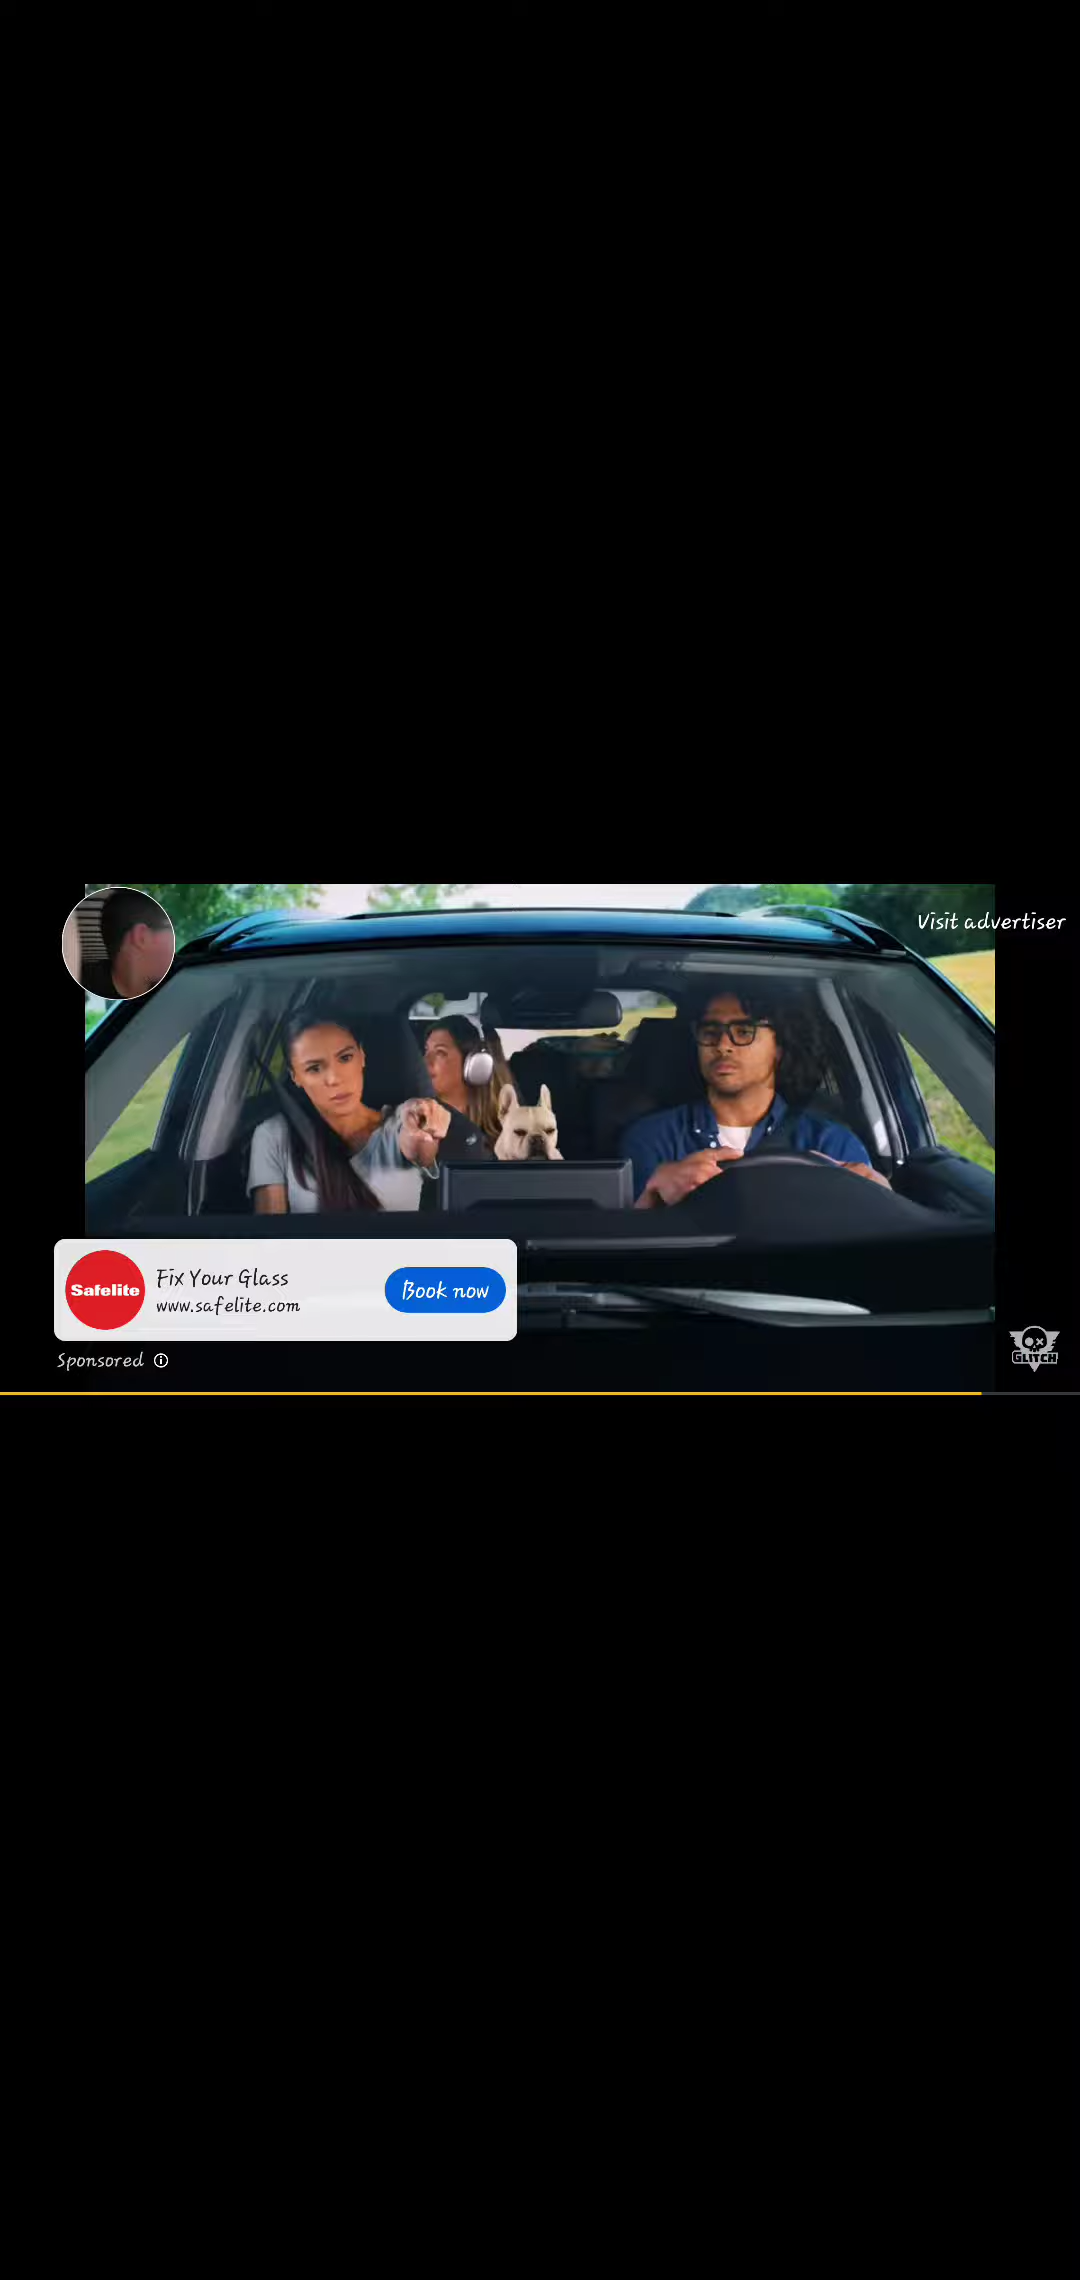 Visit advertiser
Safelite
Fix Your Glass
www.safelite.com
Book now
Sponsored
GLITCH